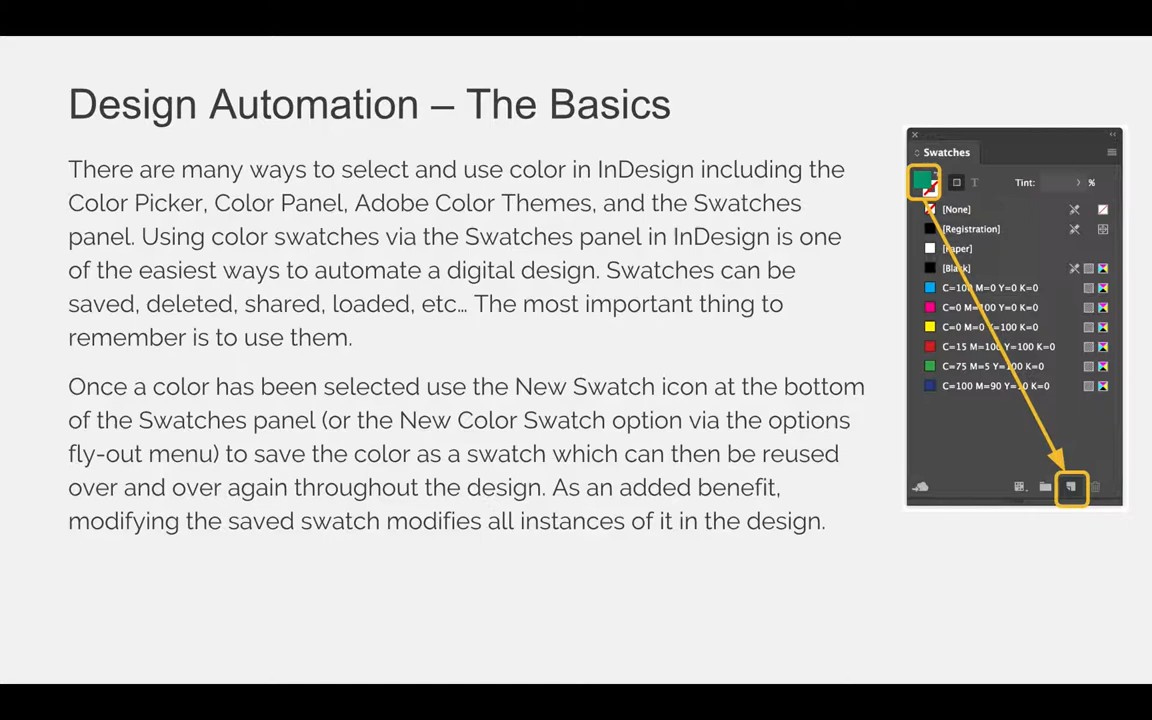 Design Automation – The Basics
There are many ways to select and use color in InDesign including the
Color Picker, Color Panel, Adobe Color Themes, and the Swatches
panel. Using color swatches via the Swatches panel in InDesign is one
of the easiest ways to automate a digital design. Swatches can be
saved, deleted, shared, loaded, etc… The most important thing to
remember is to use them.
Once a color has been selected use the New Swatch icon at the bottom
of the Swatches panel (or the New Color Swatch option via the options
fly-out menu) to save the color as a swatch which can then be reused
over and over again throughout the design. As an added benefit,
modifying the saved swatch modifies all instances of it in the design.
Swatches
T Tint: %
[None]
[Registration]
[Paper]
[Black]
C=100 M=0 Y=0 K=0
C=0 M=100 Y=0 K=0
C=0 M=0 Y=100 K=0
C=15 M=100 Y=100 K=0
C=75 M=5 Y=100 K=0
C=100 M=90 Y=10 K=0